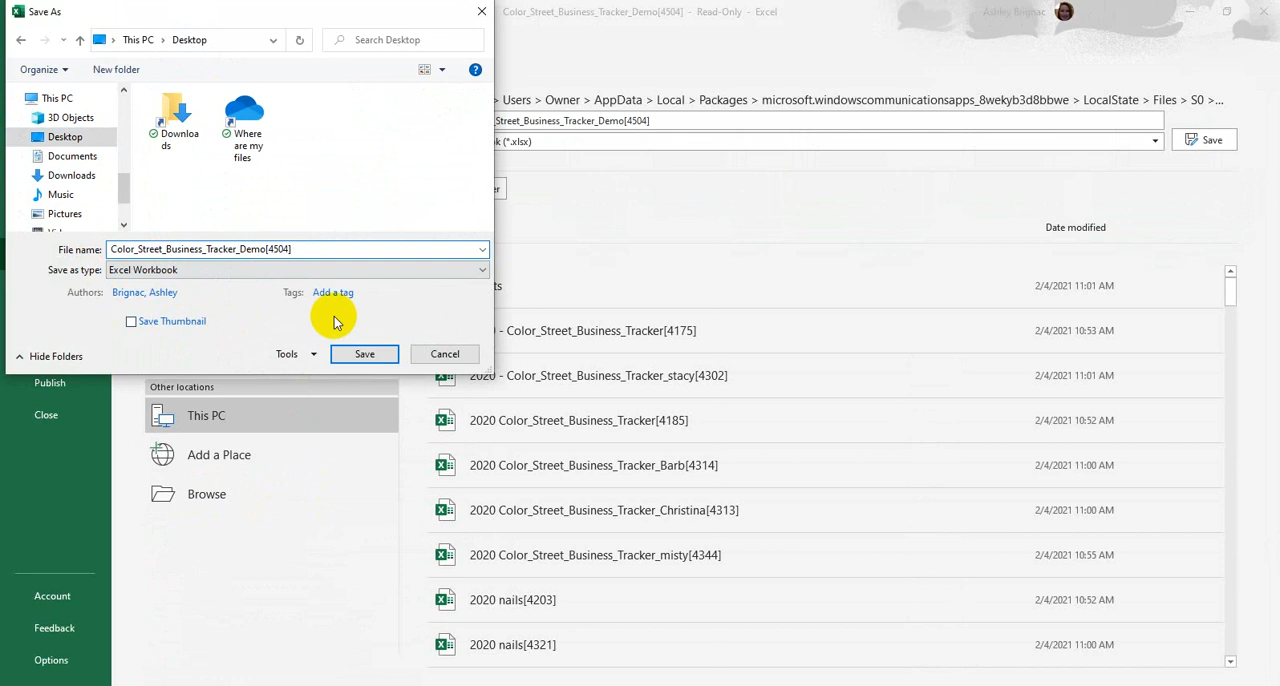 Save As
Color_Street_Business_Tracker_Demo[4504] - Read-Only - Excel
Ashley Brignac
This PC > Desktop
Search Desktop
Organize
New folder
This PC
3D Objects
Desktop
Documents
Downloads
Music
Pictures
Downloa
ds
Where
are my
files
File name: Color_Street_Business_Tracker_Demo[4504]
Save as type: Excel Workbook
Authors: Brignac, Ashley
Tags: Add a tag
Save Thumbnail
Hide Folders
Tools
Save
Cancel
> Users > Owner > AppData > Local > Packages > microsoft.windowscommunicationsapps_8wekyb3d8bbwe > LocalState > Files > S0 >...
_Street_Business_Tracker_Demo[4504]
k (*.xlsx)
Save
er
Date modified
ts 2/4/2021 11:01 AM
- Color_Street_Business_Tracker[4175] 2/4/2021 10:53 AM
2020 - Color_Street_Business_Tracker_stacy[4302] 2/4/2021 11:01 AM
2020 Color_Street_Business_Tracker[4185] 2/4/2021 10:52 AM
2020 Color_Street_Business_Tracker_Barb[4314] 2/4/2021 11:00 AM
2020 Color_Street_Business_Tracker_Christina[4313] 2/4/2021 11:00 AM
2020 Color_Street_Business_Tracker_misty[4344] 2/4/2021 10:55 AM
2020 nails[4203] 2/4/2021 10:52 AM
2020 nails[4321] 2/4/2021 11:00 AM
Publish
Close
Account
Feedback
Options
Other locations
This PC
Add a Place
Browse